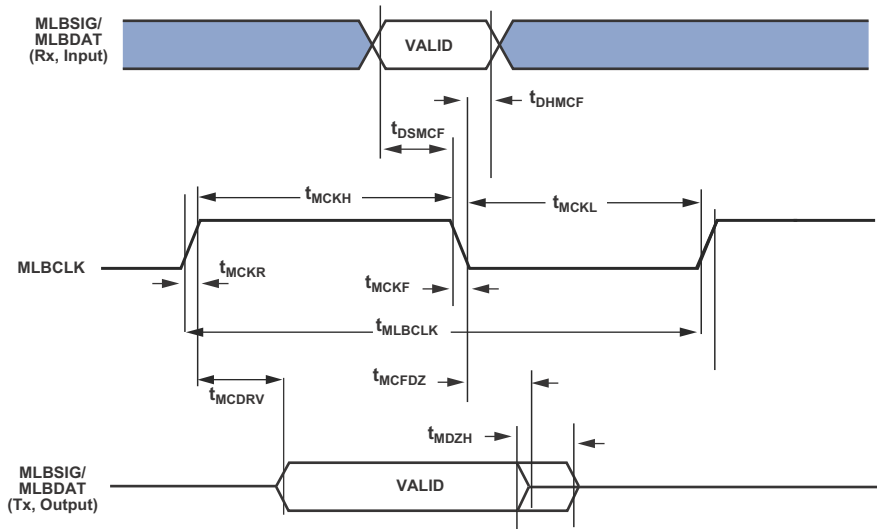 MLBSIG/
MLBDAT
(Rx, Input)
VALID
tDHMCF
tDSMCF
tMCKH
tMCKL
MLBCLK
tMCKR
tMCKF
tMLBCLK
tMCFDZ
tMCDRV
tMDZH
MLBSIG/
MLBDAT
(Tx, Output)
VALID